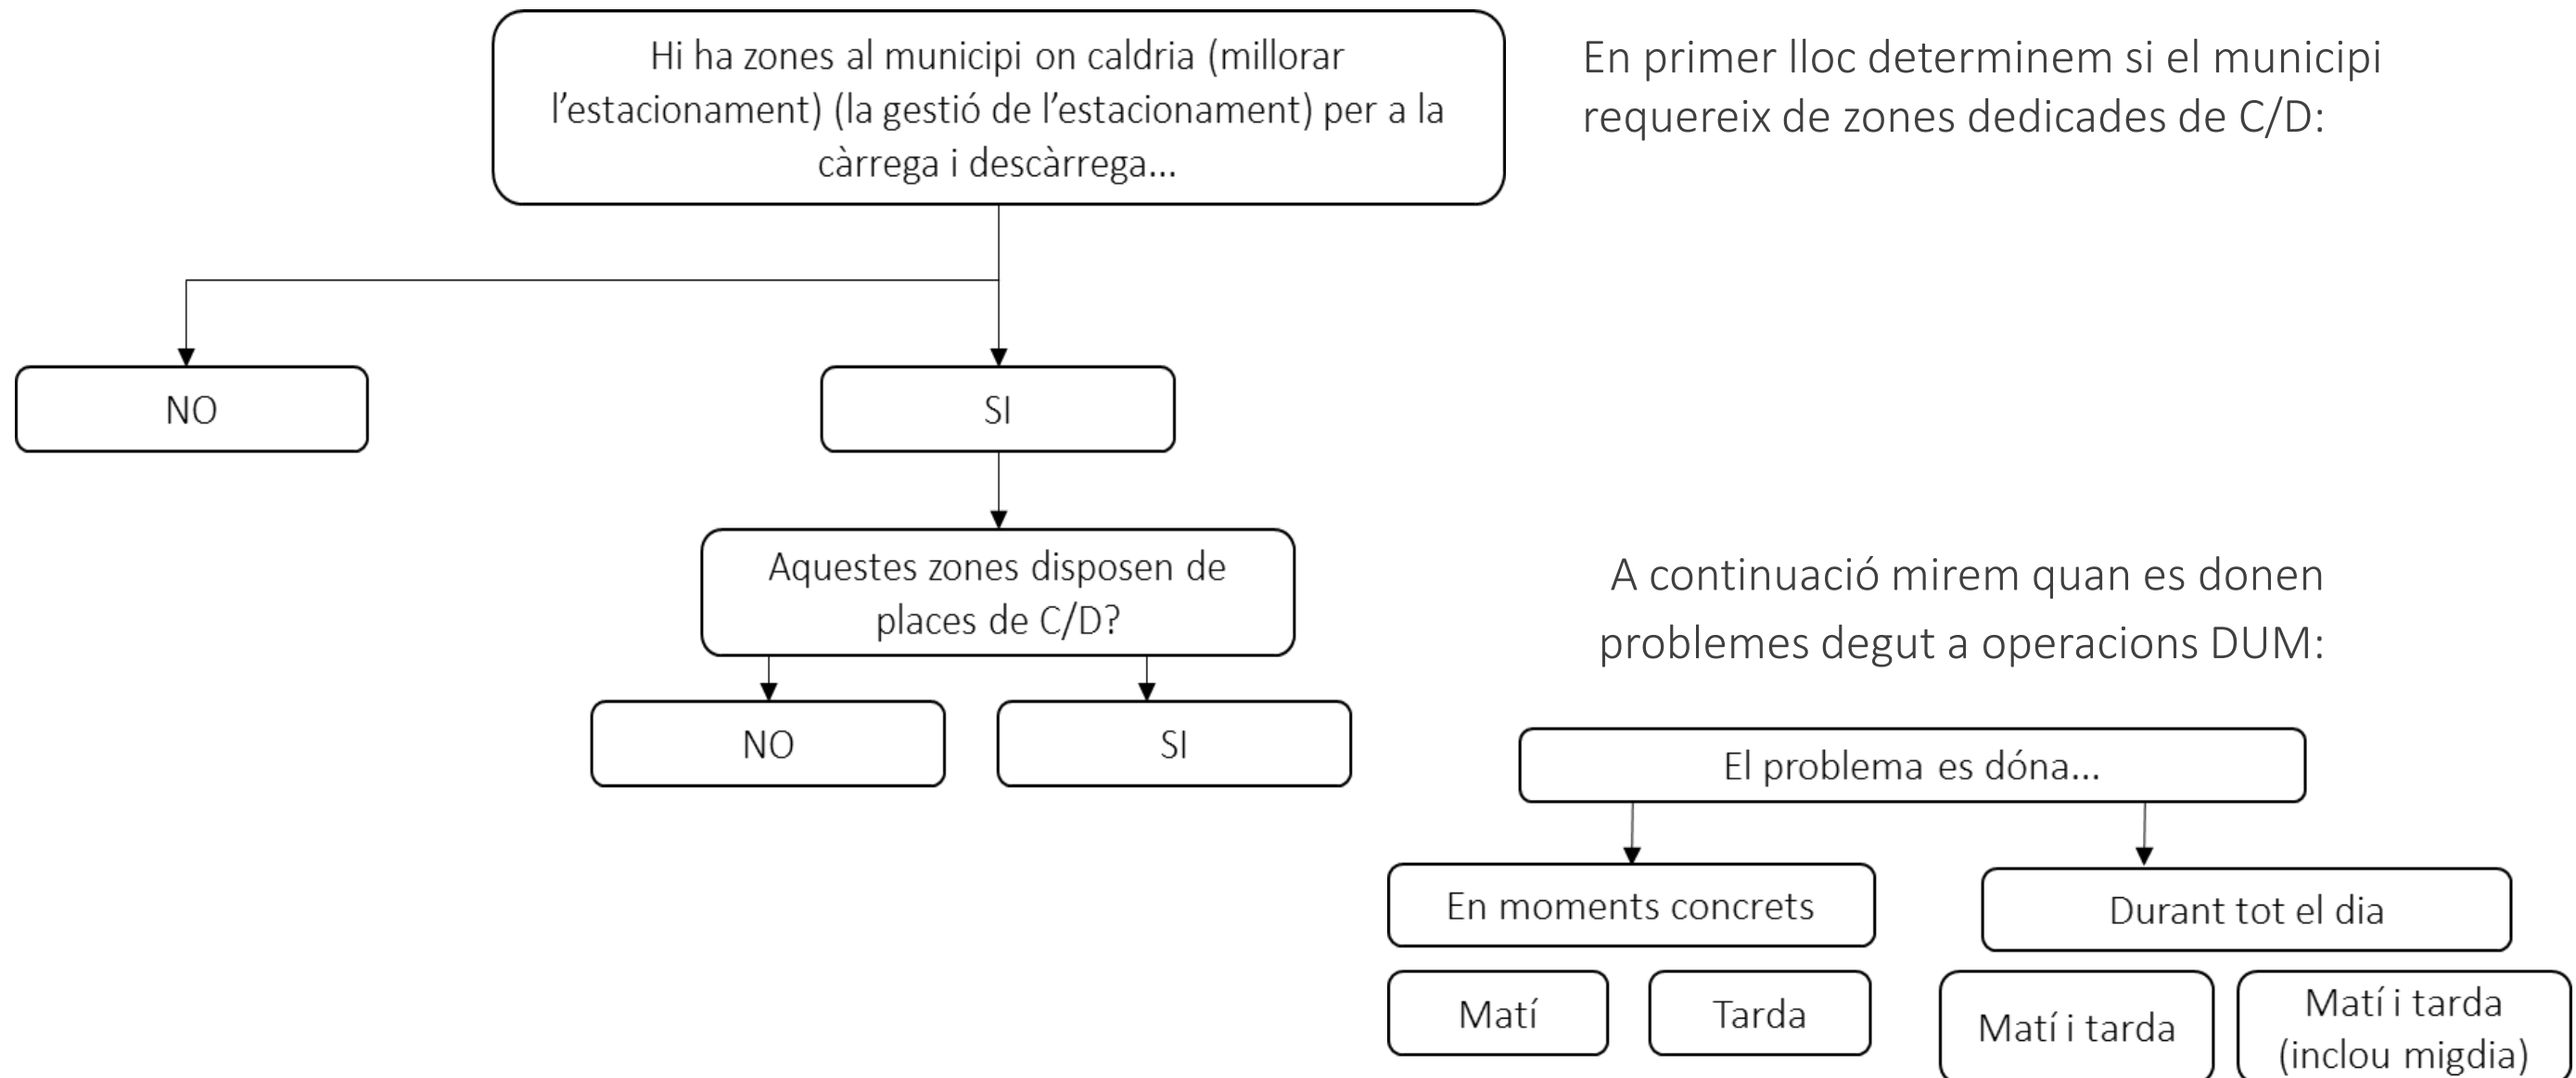 Hi ha zones al municipi on caldria (millorar
l'estacionament) (la gestió de l'estacionament) per a la
càrrega i descàrrega...
En primer lloc determinem si el municipi
requereix de zones dedicades de C/D:
NO
SI
Aquestes zones disposen de
places de C/D?
NO
SI
A continuació mirem quan es donen
problemes degut a operacions DUM:
El problema es dóna...
En moments concrets
Durant tot el dia
Matí
Tarda
Matí i tarda
Matí i tarda
(inclou migdia)